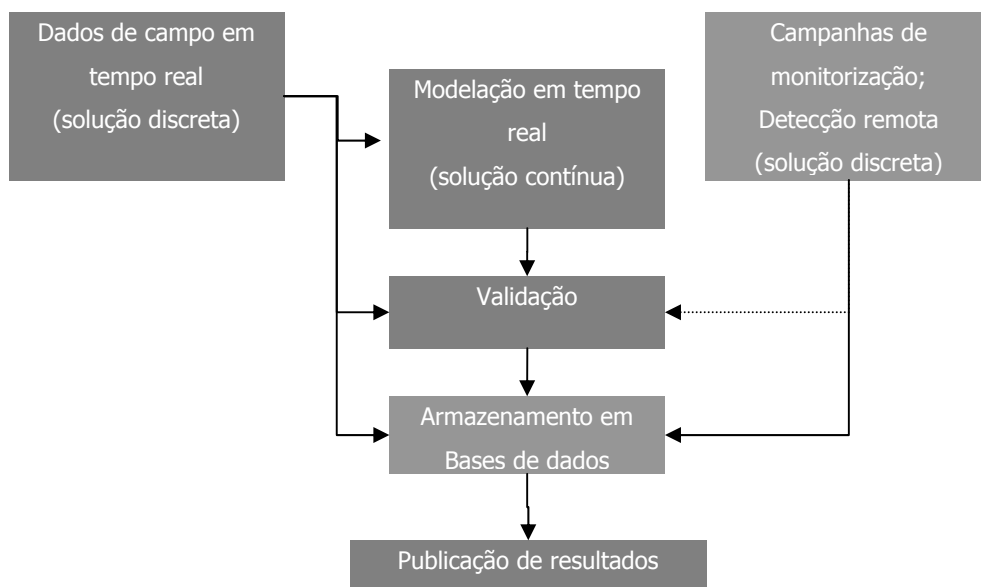 Dados de campo em
tempo real
(solução discreta)
Modelação em tempo
real
(solução contínua)
Campanhas de
monitorização;
Detecção remota
(solução discreta)
Validação
Armazenamento em
Bases de dados
Publicação de resultados